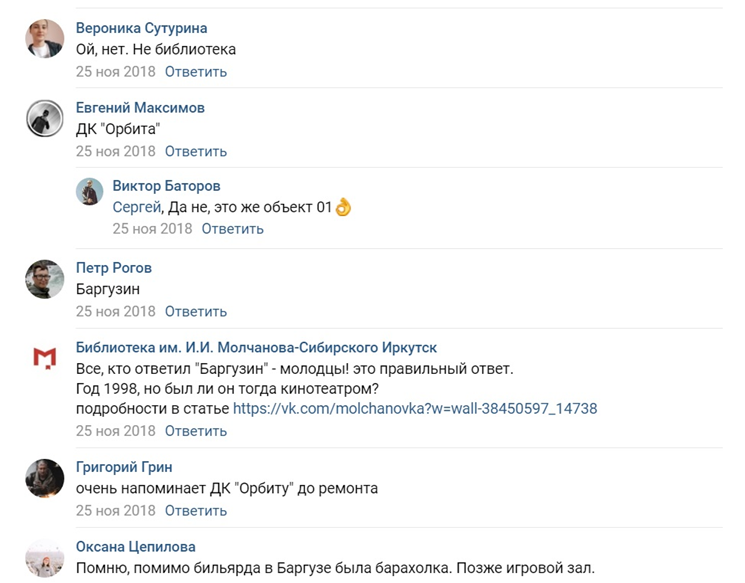 Вероника Сутурина
Ой, нет. Не библиотека
25 ноя 2018 Ответить
Евгений Максимов
ДК "Орбита"
25 ноя 2018 Ответить
Виктор Баторов
Сергей, Да не, это же объект 01👌
25 ноя 2018 Ответить
Петр Рогов
Баргузин
25 ноя 2018 Ответить
Библиотека им. И.И. Молчанова-Сибирского Иркутск
Все, кто ответил "Баргузин" - молодцы! это правильный ответ.
Год 1998, но был ли он тогда кинотеатром?
подробности в статье https://vk.com/molchanovka?w=wall-38450597_14738
25 ноя 2018 Ответить
Григорий Грин
очень напоминает ДК "Орбиту" до ремонта
25 ноя 2018 Ответить
Оксана Цепилова
Помню, помимо бильярда в Баргузе была барахолка. Позже игровой зал.